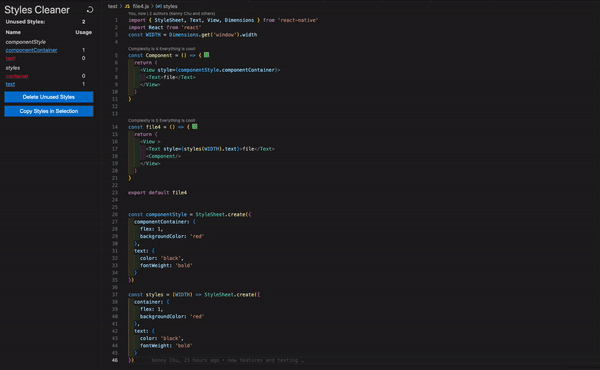 Styles Cleaner
Unused Styles: 2
Name Usage
componentStyle
componentContainer 1
text 0
styles
container 0
text 1
Delete Unused Styles
Copy Styles in Selection
test > JS file4.js > styles
You, now | 2 authors (Kenny Chu and others)
1 import { StyleSheet, Text, View, Dimensions } from 'react-native'
2 import React from 'react'
3 const WIDTH = Dimensions.get('window').width
4
Complexity is 4 Everything is cool!
5 const Component = () => {
6 return (
7 <View style={componentStyle.componentContainer}>
8 <Text>file</Text>
9 </View>
10 )
11 }
12
13
Complexity is 5 Everything is cool!
14 const file4 = () => {
15 return (
16 <View >
17 <Text style={styles(WIDTH).text}>file</Text>
18 <Component/>
19 </View>
20 )
21 }
22
23 export default file4
24
25
26 const componentStyle = StyleSheet.create({
27 componentContainer: {
28 flex: 1,
29 backgroundColor: 'red'
30 },
31 text: {
32 color: 'black',
33 fontWeight: 'bold'
34 }
35 })
36
37 const styles = (WIDTH) => StyleSheet.create({
38 container: {
39 flex: 1,
40 backgroundColor: 'red'
41 },
42 text: {
43 color: 'black',
44 fontWeight: 'bold'
45 }
46 }) Kenny Chu, 21 hours ago • new features and testing …